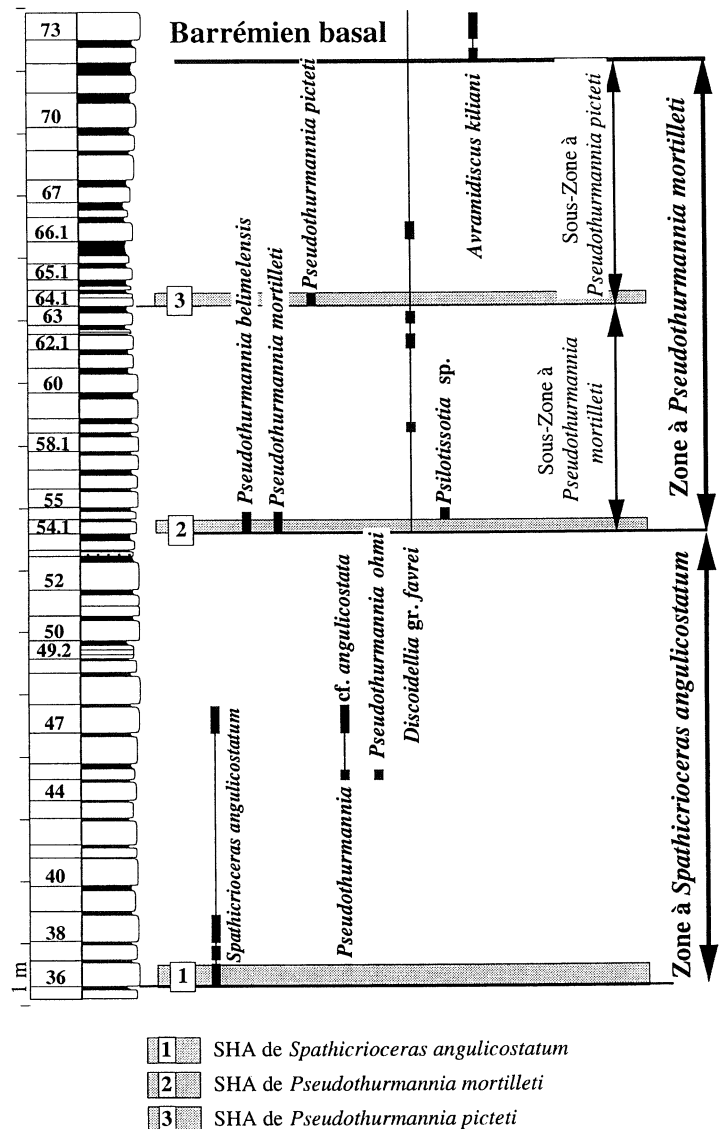 Barrémien basal
73
70
67
66.1
65.1
64.1
63
62.1
60
58.1
55
54.1
52
50
49.2
47
44
40
38
36
1 m
Pseudothurmannia picteti
Avramidiscus kiliani
Sous-Zone à
Pseudothurmannia
picteti
Zone à Pseudothurmannia mortilleti
3
Pseudothurmannia belimelensis
Pseudothurmannia mortilleti
Psilotissotia sp.
Sous-Zone à
Pseudothurmannia
mortilleti
2
Spathicrioceras angulicostatum
Pseudothurmannia cf. angulicostata
Pseudothurmannia ohmi
Discoidellia gr. favrei
Zone à Spathicrioceras angulicostatum
1
1 SHA de Spathicrioceras angulicostatum
2 SHA de Pseudothurmannia mortilleti
3 SHA de Pseudothurmannia picteti